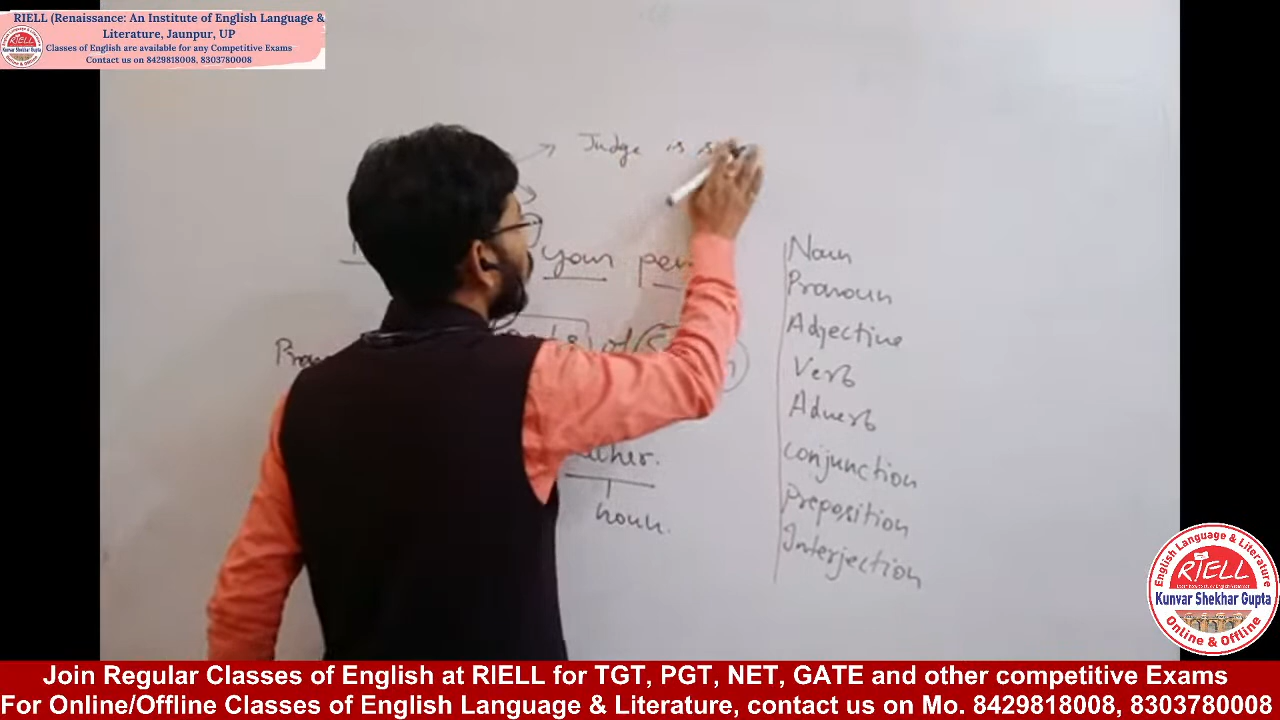 RIELL (Renaissance: An Institute of English Language &
Literature, Jaunpur, UP
Classes of English are available for any Competitive Exams
Contact us on 8429818008, 8303780008
Judge is
your pen
of
Noun
Pronoun
Adjective
Verb
Adverb
conjunction
Preposition
Interjection
noun.
English Language & Literature
RIELL
Kunvar Shekhar Gupta
Online & Offline
Join Regular Classes of English at RIELL for TGT, PGT, NET, GATE and other competitive Exams
For Online/Offline Classes of English Language & Literature, contact us on Mo. 8429818008, 8303780008